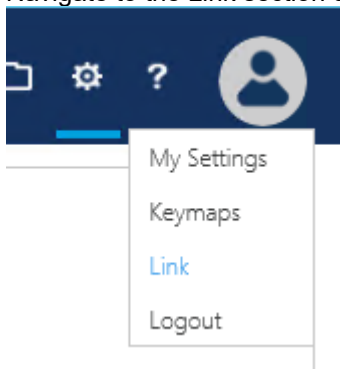 Navigate to the Link section
?
My Settings
Keymaps
Link
Logout